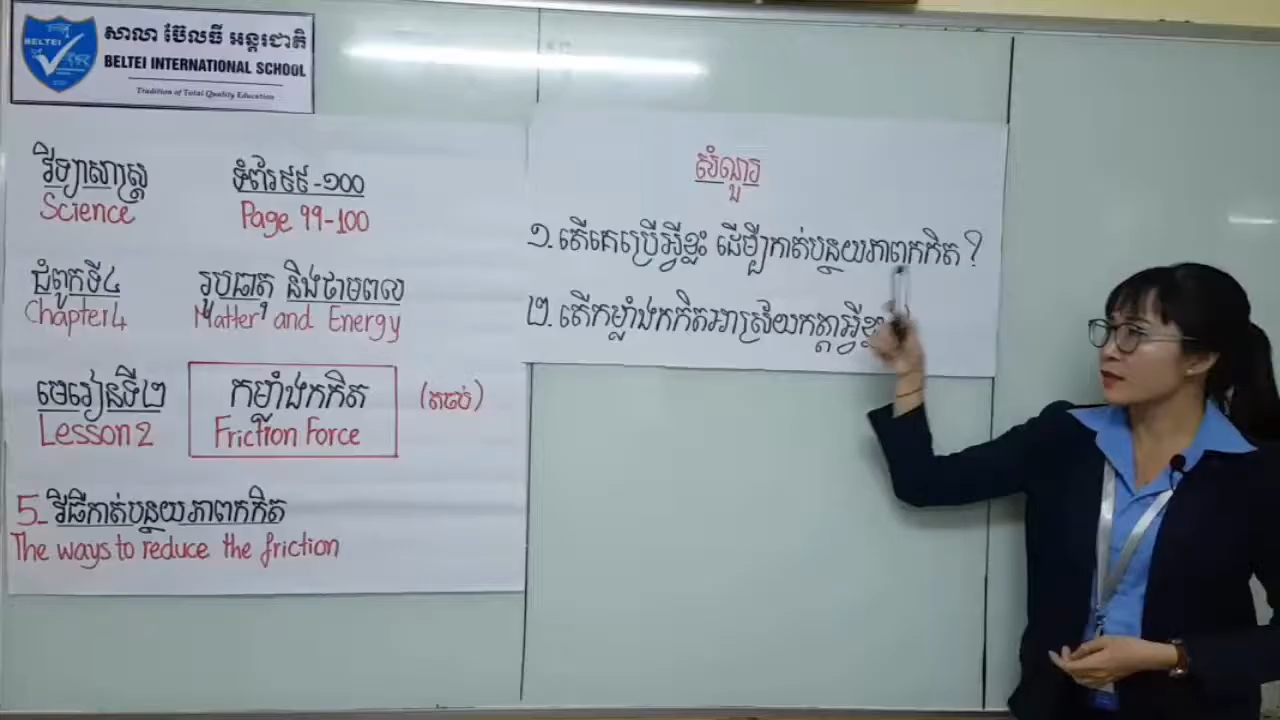 សាលា ប៊ែលធី អន្តរជាតិ
BELTEI
BELTEI INTERNATIONAL SCHOOL
Tradition of Total Quality Education
វិទ្យាសាស្ត្រ ទំព័រ៩៩-១០០
Science Page 99-100
ជំពូកទី៤ រូបធាតុ និងថាមពល
Chapter4 Matter and Energy
មេរៀនទី២ កម្លាំងកកិត (តចប់)
Lesson 2 Friction Force
5_ វិធីកាត់បន្ថយភាពកកិត
The ways to reduce the friction
សំណួរ
១. តើគេប្រើអ្វីខ្លះ ដើម្បីកាត់បន្ថយភាពកកិត ?
២. តើកម្លាំងកកិតអាស្រ័យកត្តាអ្វី